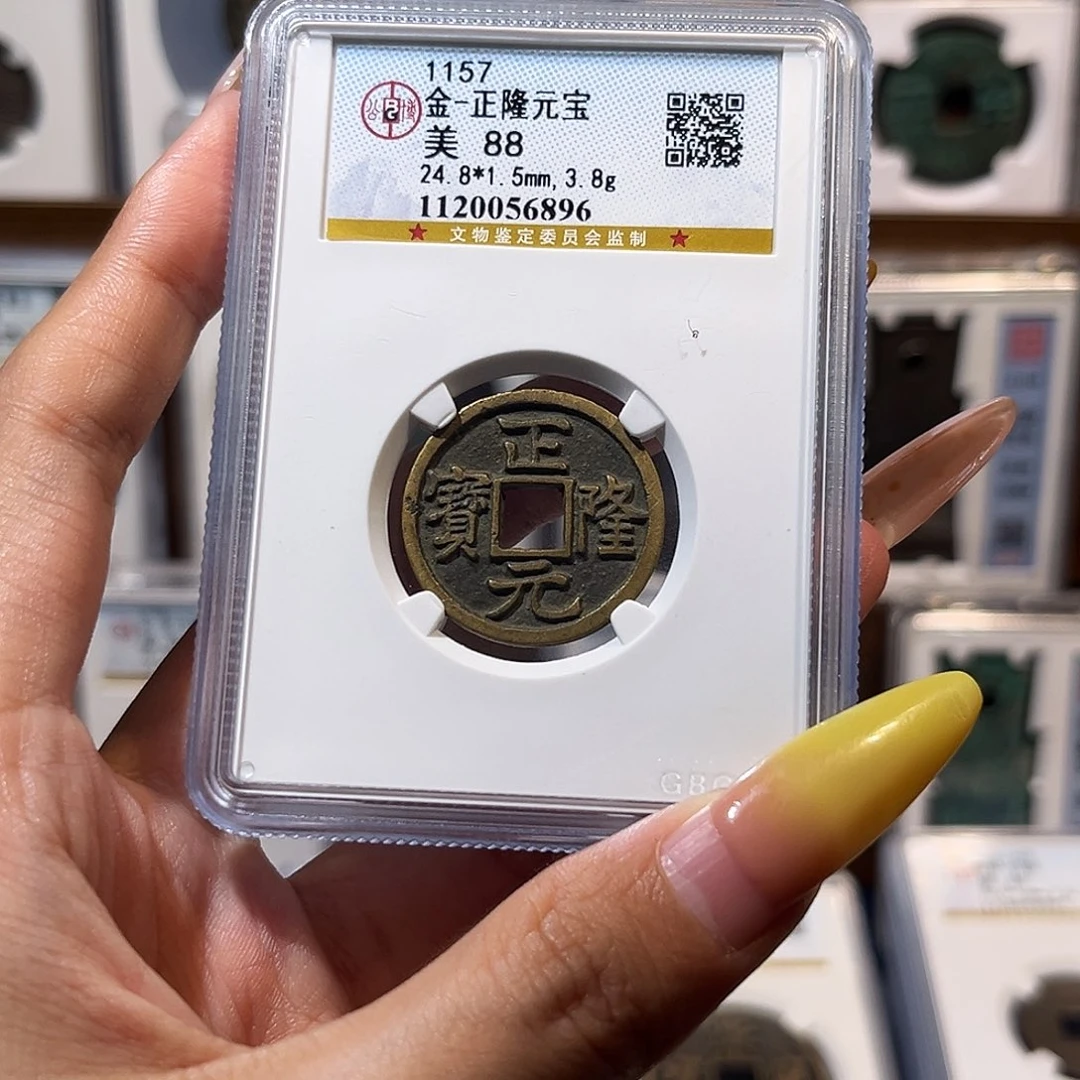 1157
金-正隆元宝
美 88
24.8*1.5mm,3.8g
1120056896
★ 文物鉴定委员会监制 ★
正
寶 隆
元
GBC